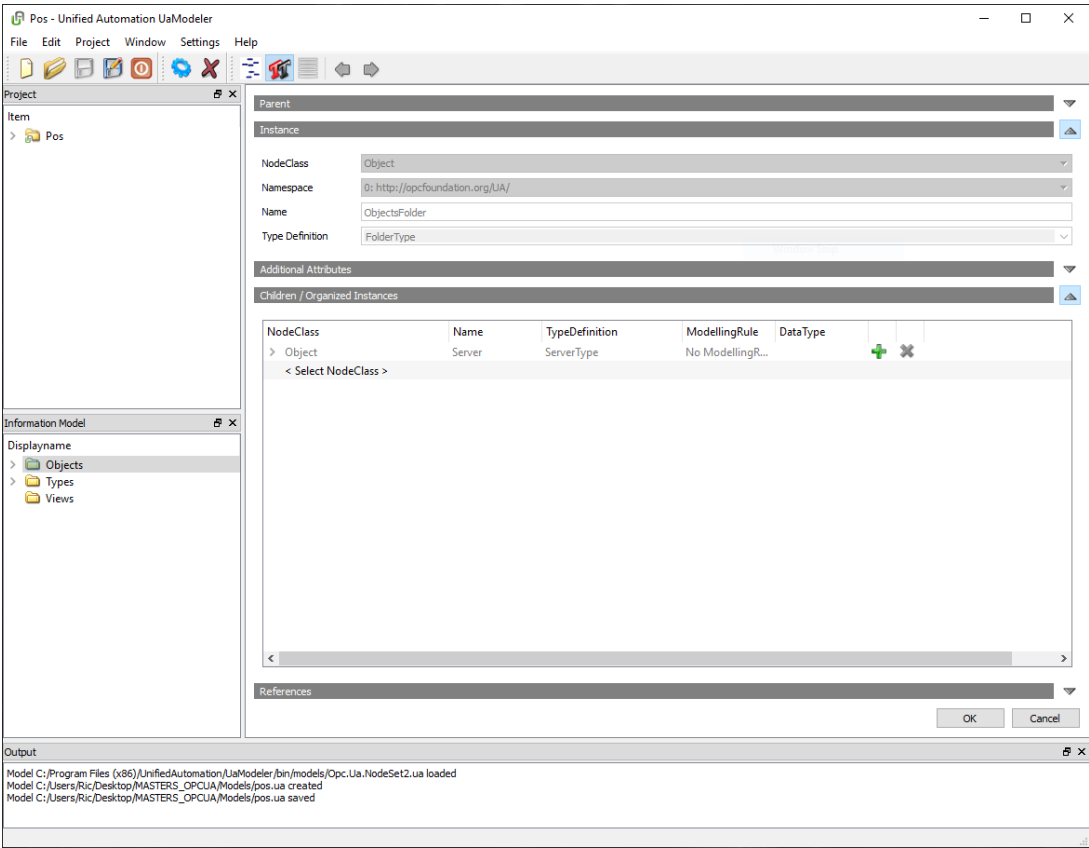 Pos - Unified Automation UaModeler
File Edit Project Window Settings Help
Project
Item
Pos
Parent
Instance
NodeClass Object
Namespace 0: http://opcfoundation.org/UA/
Name ObjectsFolder
Type Definition FolderType
Additional Attributes
Children / Organized Instances
NodeClass Name TypeDefinition ModellingRule DataType
Object Server ServerType No ModellingR...
< Select NodeClass >
Information Model
Displayname
Objects
Types
Views
References
OK Cancel
Output
Model C:/Program Files (x86)/UnifiedAutomation/UaModeler/bin/models/Opc.Ua.NodeSet2.ua loaded
Model C:/Users/Ric/Desktop/MASTERS_OPCUA/Models/pos.ua created
Model C:/Users/Ric/Desktop/MASTERS_OPCUA/Models/pos.ua saved